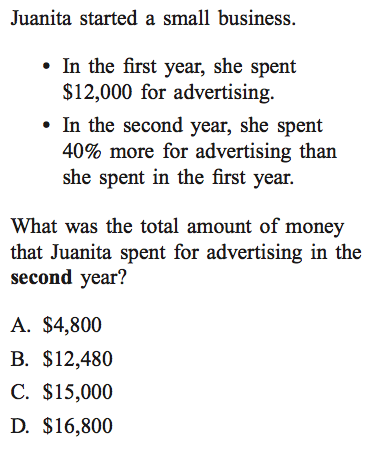 Juanita started a small business.
• In the first year, she spent
$12,000 for advertising.
• In the second year, she spent
40% more for advertising than
she spent in the first year.
What was the total amount of money
that Juanita spent for advertising in the
second year?
A. $4,800
B. $12,480
C. $15,000
D. $16,800